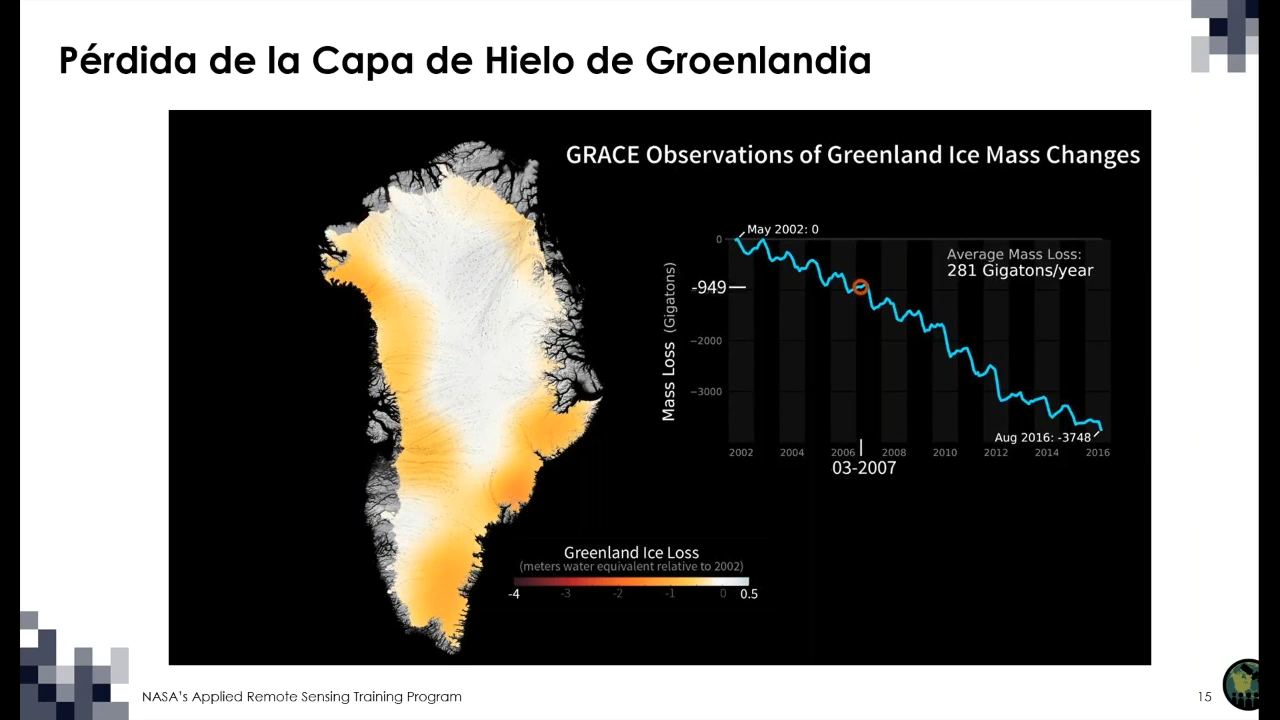 Pérdida de la Capa de Hielo de Groenlandia
GRACE Observations of Greenland Ice Mass Changes
May 2002: 0
0
Average Mass Loss:
281 Gigatons/year
-949
−2000
−3000
Mass Loss (Gigatons)
Aug 2016: -3748
2002 2004 2006 2008 2010 2012 2014 2016
03-2007
Greenland Ice Loss
(meters water equivalent relative to 2002)
-4 -3 -2 -1 0 0.5
NASA's Applied Remote Sensing Training Program
15